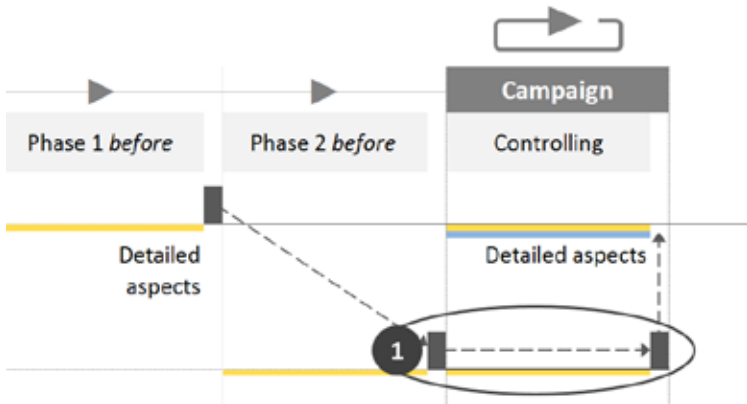 Campaign
Phase 1 before
Phase 2 before
Controlling
Detailed
aspects
Detailed aspects
1